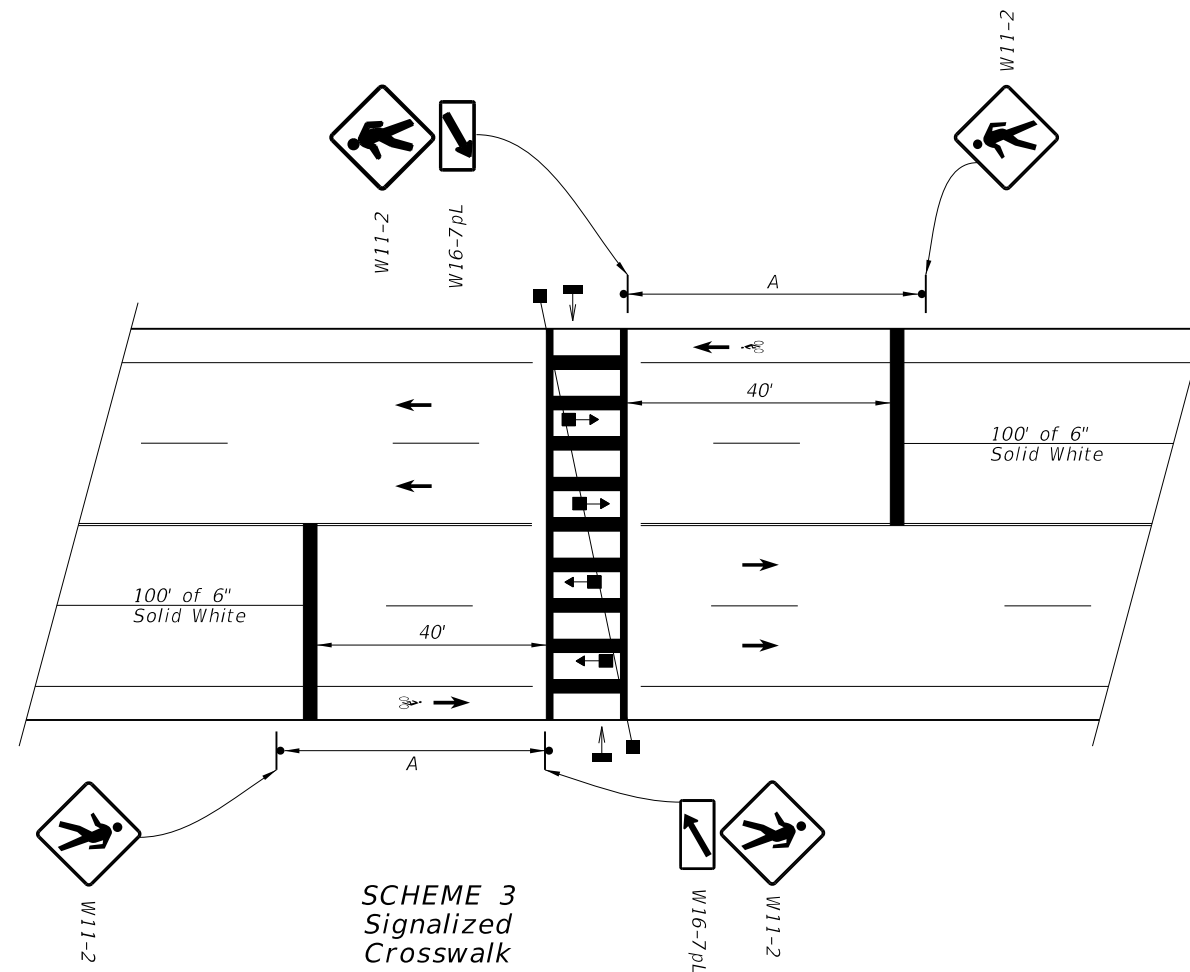 W11-2
W11-2
W16-7pL
A
40'
100' of 6"
Solid White
100' of 6"
Solid White
40'
A
W11-2
W16-7pL
W11-2
SCHEME 3
Signalized
Crosswalk